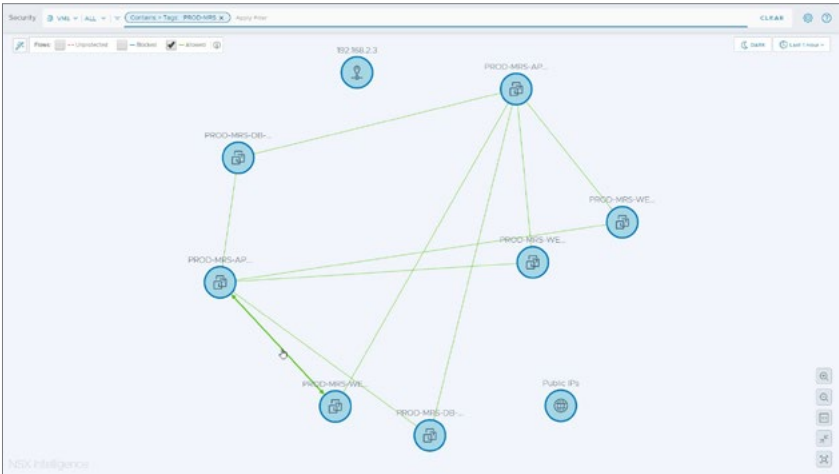 Security VMs ALL Contains > Tags PROD-MRS x Apply Filter CLEAR
Flows: Unprotected Blocked Allowed DARK Last 1 hour
192.168.2.3
PROD-MRS-AP...
PROD-MRS-DB-...
PROD-MRS-WE...
PROD-MRS-WE...
PROD-MRS-AP...
PROD-MRS-WE...
Public IPs
PROD-MRS-DB-...
NSX Intelligence